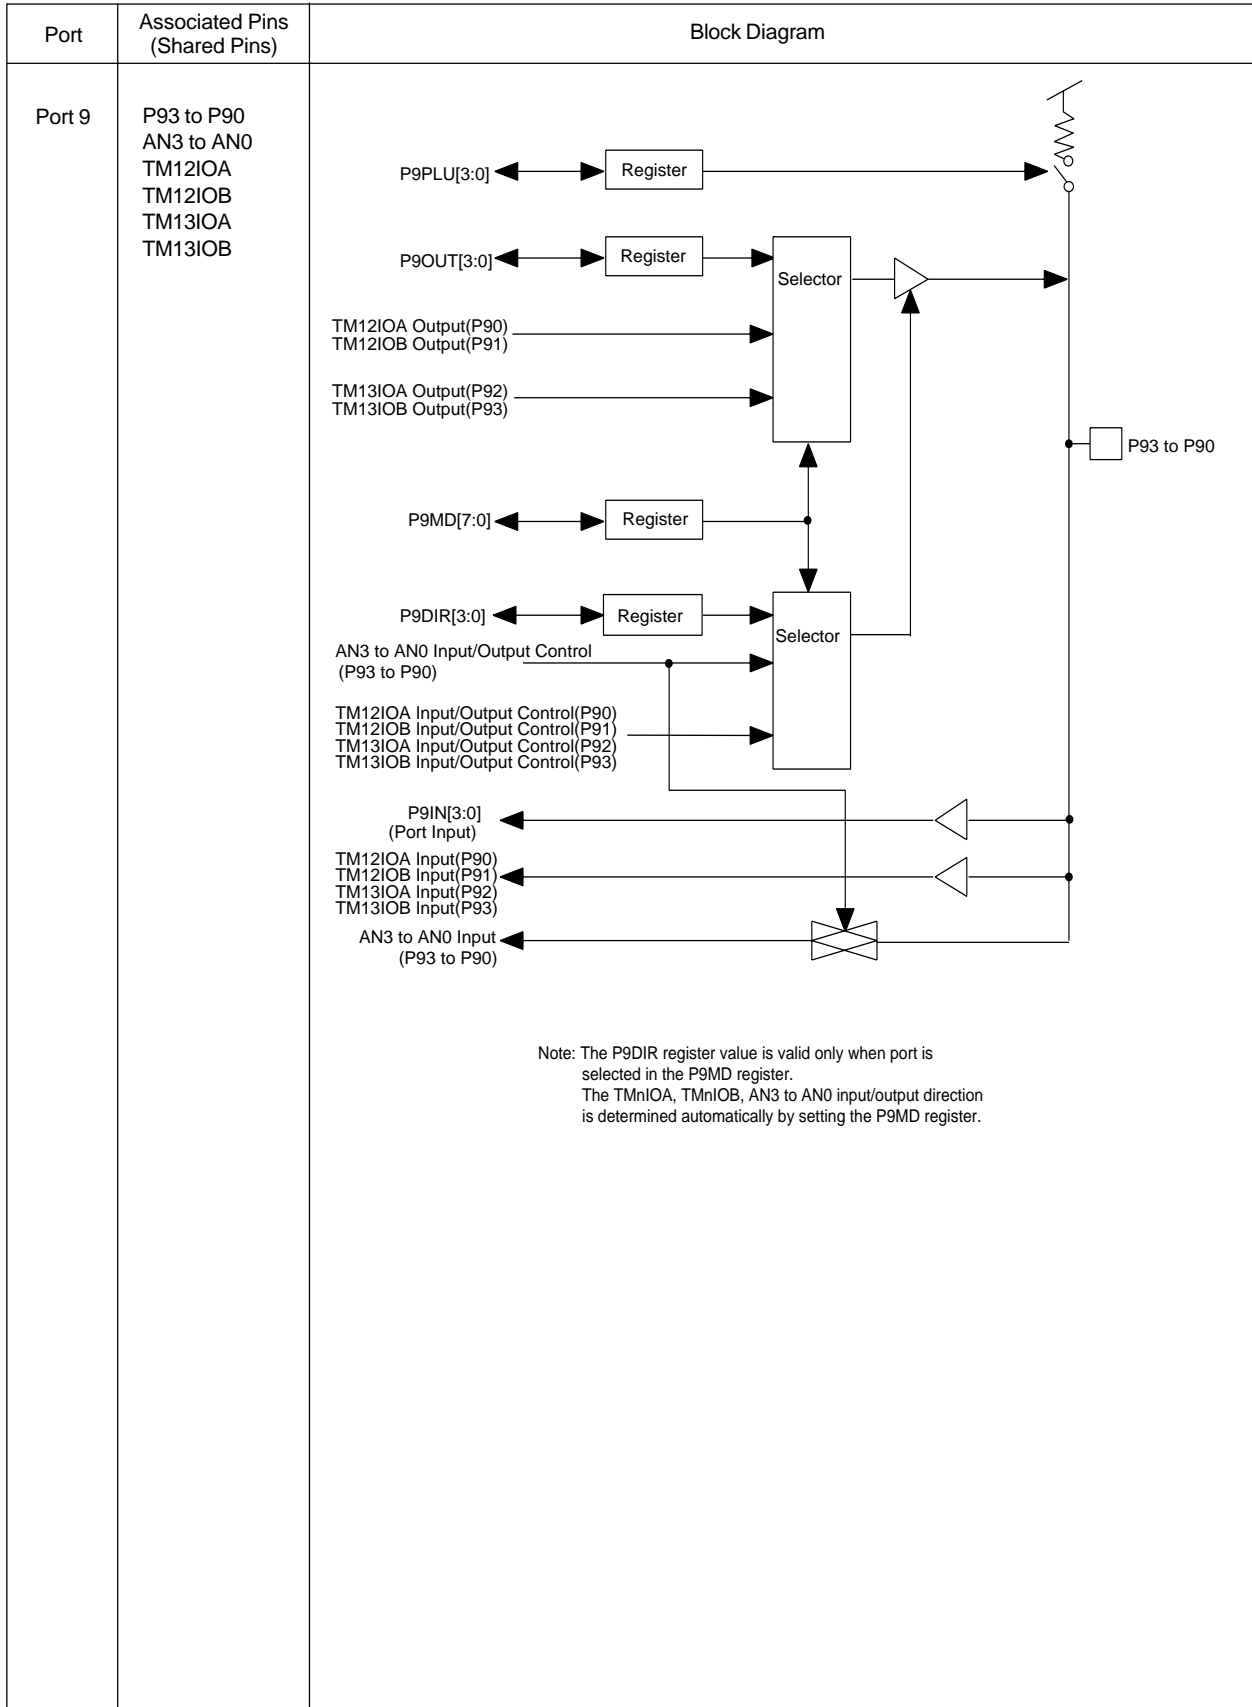 Port
Associated Pins
(Shared Pins)
Block Diagram
Port 9
P93 to P90
AN3 to AN0
TM12IOA
TM12IOB
TM13IOA
TM13IOB
P9PLU[3:0]
Register
P9OUT[3:0]
Register
Selector
TM12IOA Output(P90)
TM12IOB Output(P91)
TM13IOA Output(P92)
TM13IOB Output(P93)
P93 to P90
P9MD[7:0]
Register
P9DIR[3:0]
Register
Selector
AN3 to AN0 Input/Output Control
(P93 to P90)
TM12IOA Input/Output Control(P90)
TM12IOB Input/Output Control(P91)
TM13IOA Input/Output Control(P92)
TM13IOB Input/Output Control(P93)
P9IN[3:0]
(Port Input)
TM12IOA Input(P90)
TM12IOB Input(P91)
TM13IOA Input(P92)
TM13IOB Input(P93)
AN3 to AN0 Input
(P93 to P90)
Note: The P9DIR register value is valid only when port is
selected in the P9MD register.
The TMnIOA, TMnIOB, AN3 to AN0 input/output direction
is determined automatically by setting the P9MD register.